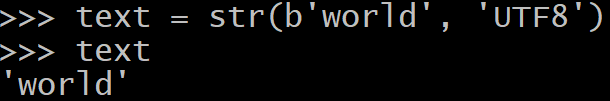 >>> text = str(b'world', 'UTF8')
>>> text
'world'